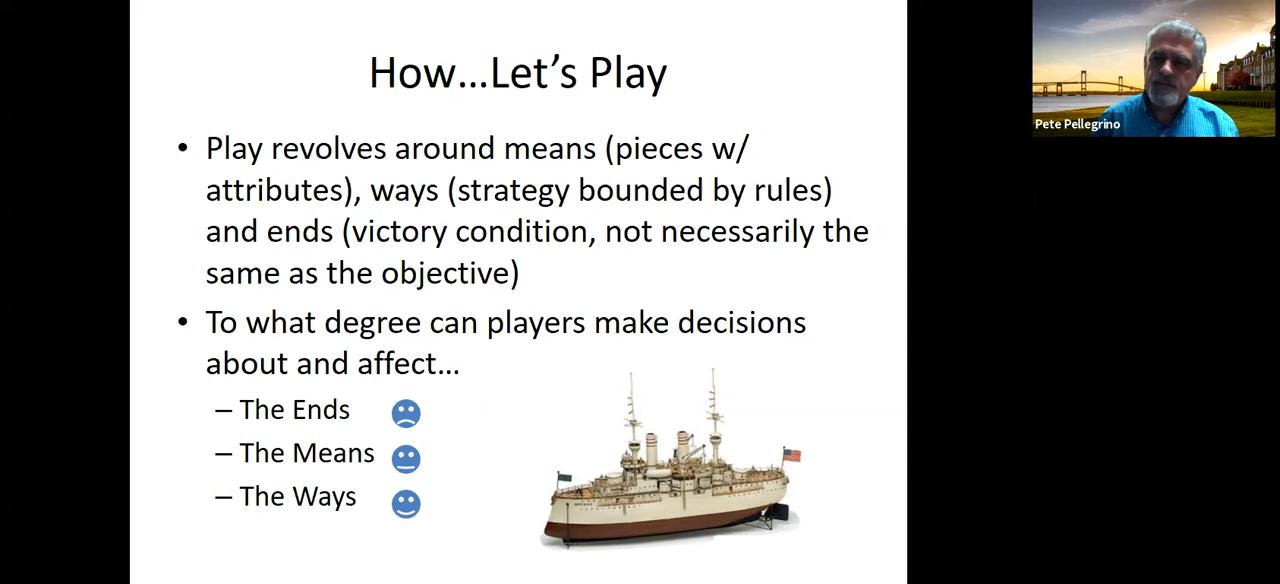 How...Let's Play
• Play revolves around means (pieces w/
attributes), ways (strategy bounded by rules)
and ends (victory condition, not necessarily the
same as the objective)
• To what degree can players make decisions
about and affect...
– The Ends
– The Means
– The Ways
Pete Pellegrino